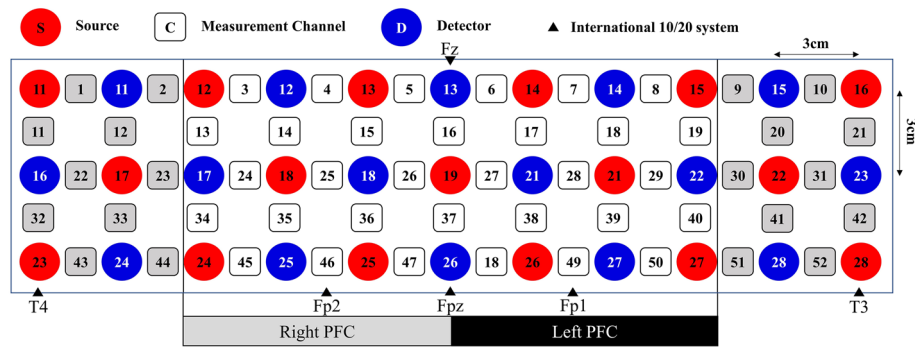 S Source C Measurement Channel D Detector ▲ International 10/20 system
Fz
3cm
11 1 11 2 12 3 12 4 13 5 13 6 14 7 14 8 15 9 15 10 16
11 12 13 14 15 16 17 18 19 20 21
3cm
16 22 17 23 17 24 18 25 18 26 19 27 21 28 21 29 22 30 22 31 23
32 33 34 35 36 37 38 39 40 41 42
23 43 24 44 24 45 25 46 25 47 26 18 26 49 27 50 27 51 28 52 28
T4 Fp2 Fpz Fp1 T3
Right PFC Left PFC